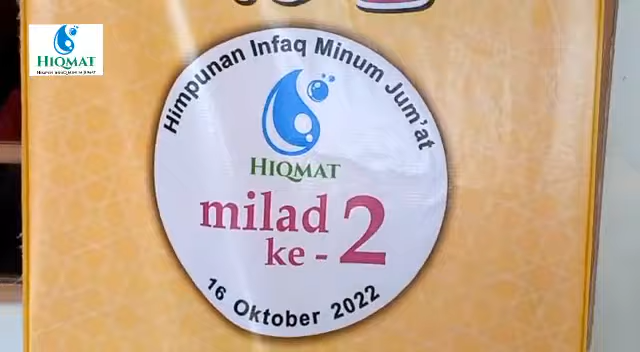 HIQMAT
Himpunan Infaq Minum Jum'at
HIQMAT
milad
ke - 2
16 Oktober 2022